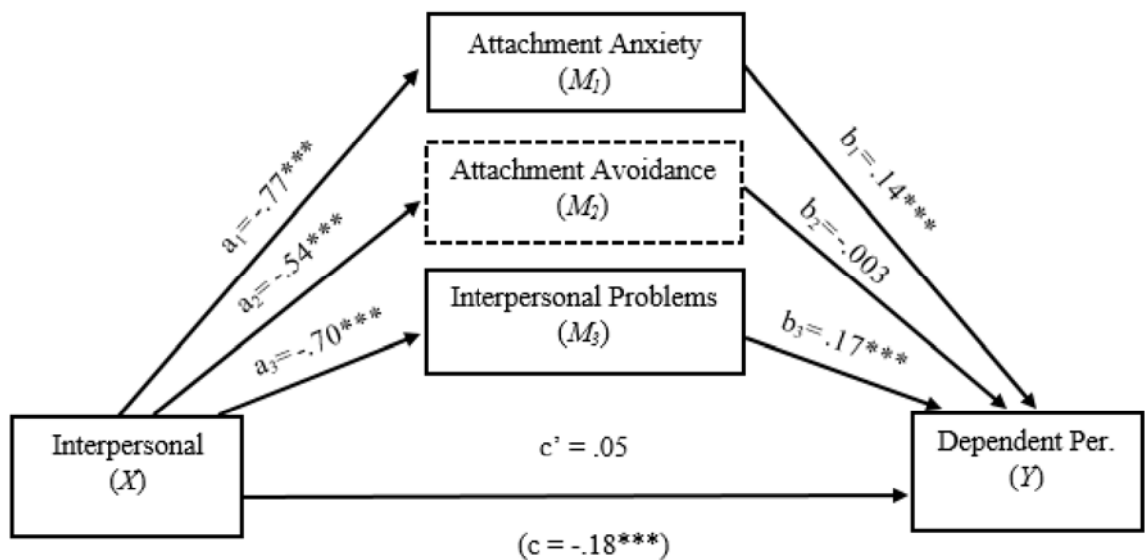 Attachment Anxiety
(M₁)
a₁= -.77***
b₁=.14***
Attachment Avoidance
(M₂)
a₂= -.54***
b₂=-.003
Interpersonal Problems
(M₃)
a₃= -.70***
b₃=.17***
Interpersonal
(X)
c’ = .05
Dependent Per.
(Y)
(c = -.18***)